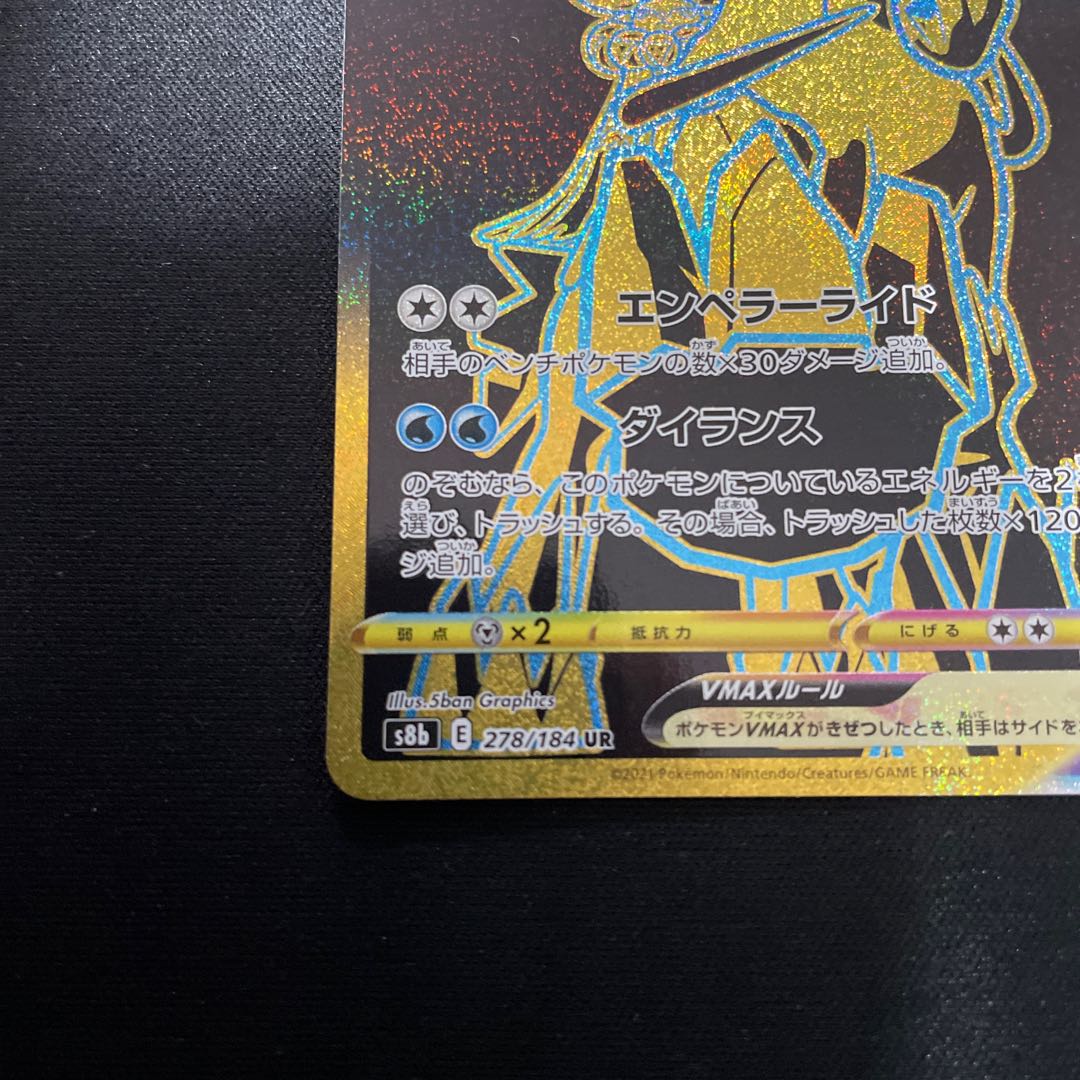 エンペラーライド
相手のベンチポケモンの数×30ダメージ追加。
ダイランス
のぞむなら、このポケモンについているエネルギーを2
選び、トラッシュする。その場合、トラッシュした枚数×120
ジ追加。
弱点 ×2 抵抗力 にげる
VMAXルール
ポケモンVMAXがきぜつしたとき、相手はサイドを
Illus. 5ban Graphics
s8b E 278/184 UR
©2021 Pokémon/Nintendo/Creatures/GAME FREAK.